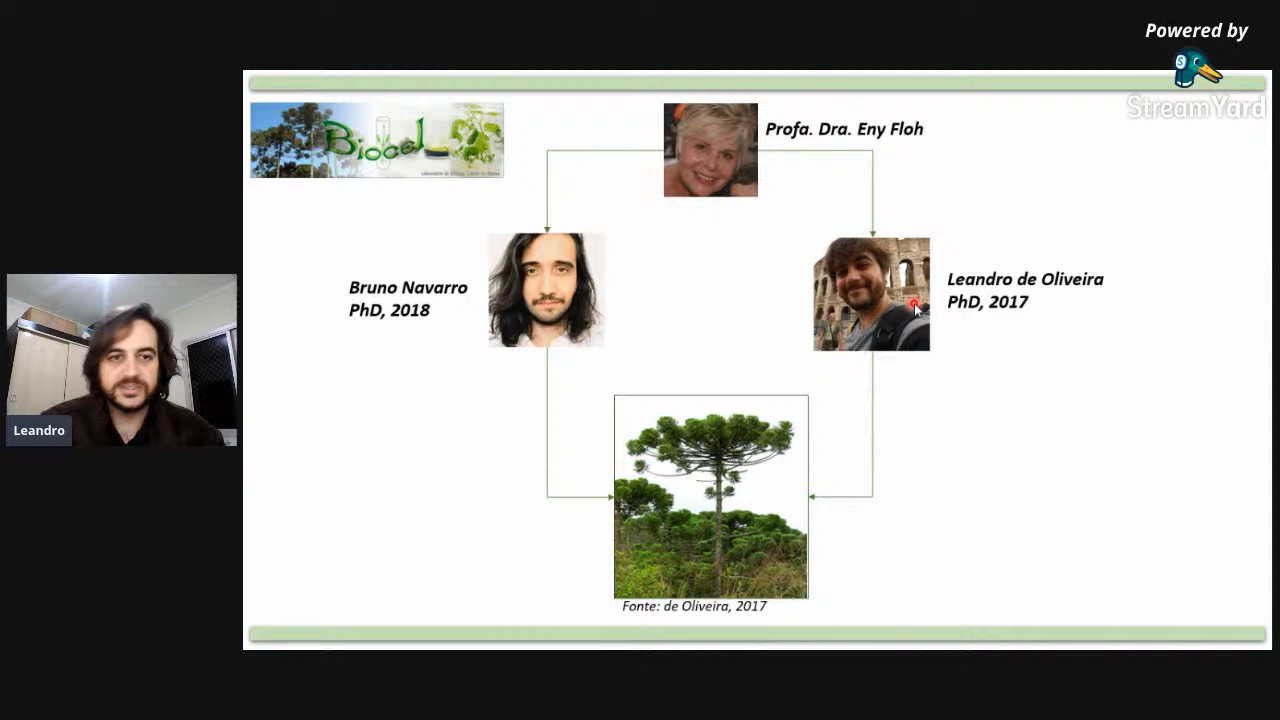 Powered by
StreamYard
Biocel
Profa. Dra. Eny Floh
Bruno Navarro
PhD, 2018
Leandro de Oliveira
PhD, 2017
Leandro
Fonte: de Oliveira, 2017